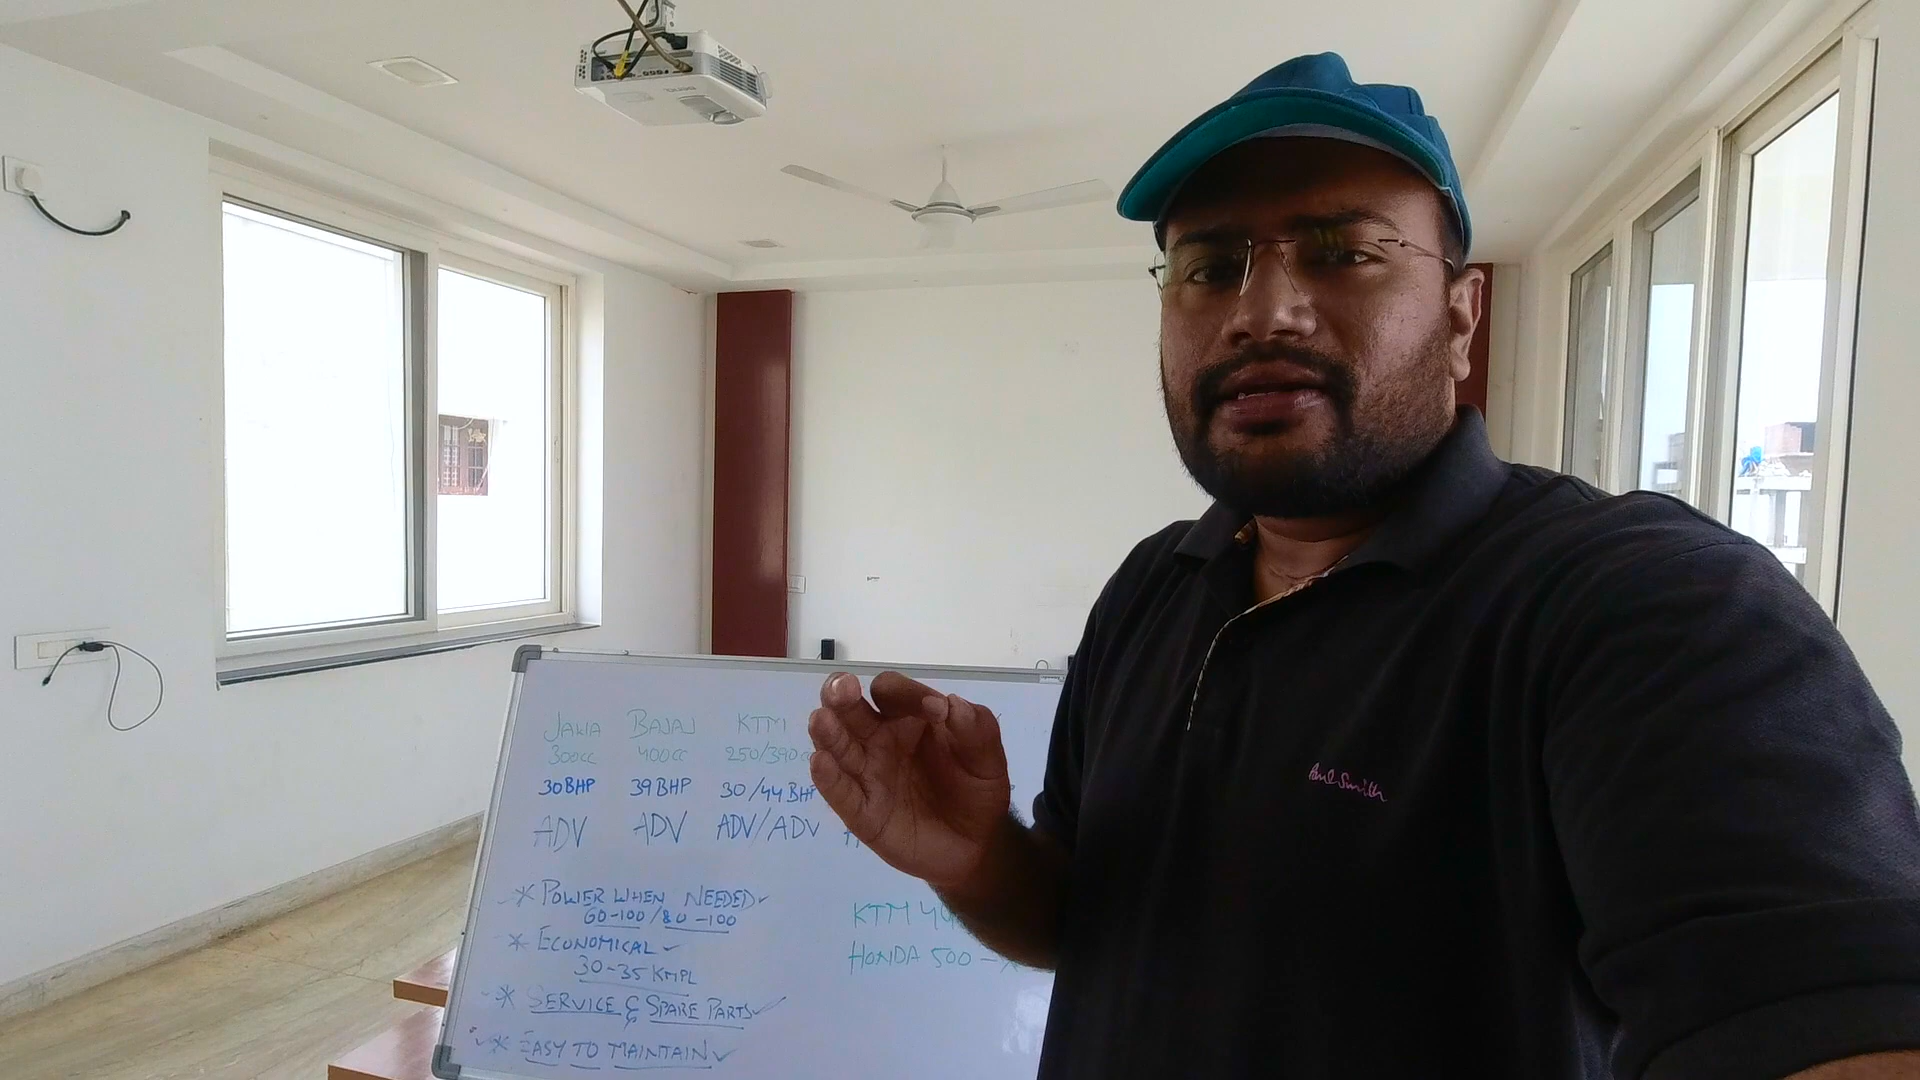 JAWA BAJAJ KTM
300cc 400cc 250/390cc
30BHP 39BHP 30/44 BHP
ADV ADV ADV/ADV
* POWER WHEN NEEDED ✓
60-100/80-100
* ECONOMICAL ✓
30-35 KMPL
* SERVICE & SPARE PARTS ✓
* EASY TO MAINTAIN ✓
KTM
HONDA 500 -
Paul Smith